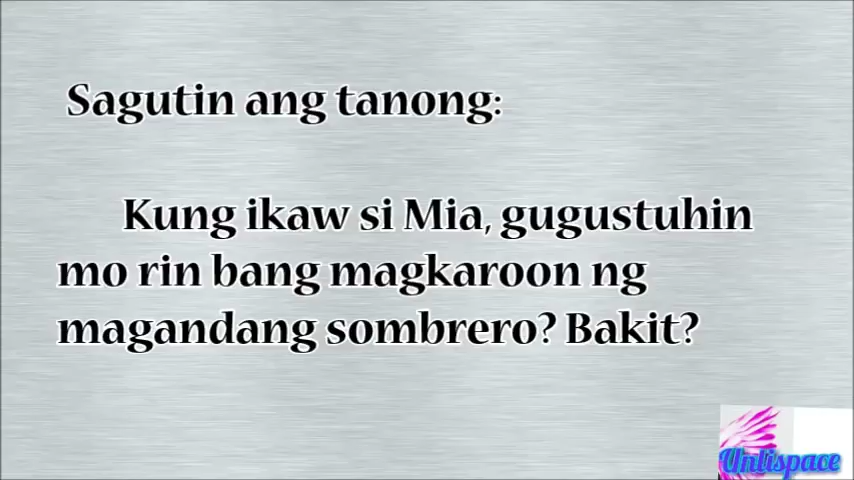 Sagutin ang tanong:
Kung ikaw si Mia, gugustuhin
mo rin bang magkaroon ng
magandang sombrero? Bakit?
Unlispace